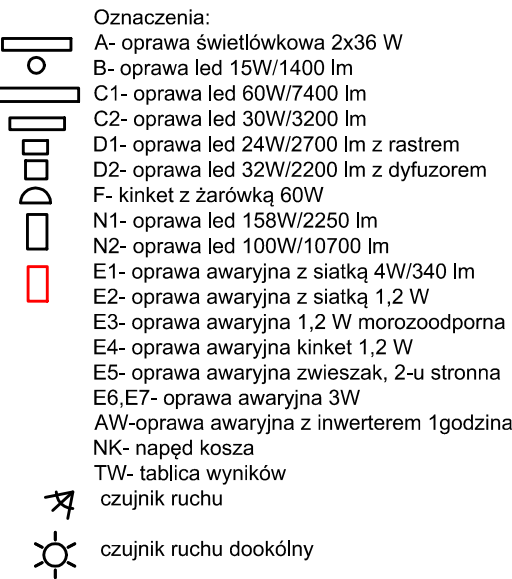 Oznaczenia:
A- oprawa świetlówkowa 2x36 W
B- oprawa led 15W/1400 lm
C1- oprawa led 60W/7400 lm
C2- oprawa led 30W/3200 lm
D1- oprawa led 24W/2700 lm z rastrem
D2- oprawa led 32W/2200 lm z dyfuzorem
F- kinket z żarówką 60W
N1- oprawa led 158W/2250 lm
N2- oprawa led 100W/10700 lm
E1- oprawa awaryjna z siatką 4W/340 lm
E2- oprawa awaryjna z siatką 1,2 W
E3- oprawa awaryjna 1,2 W morozoodporna
E4- oprawa awaryjna kinket 1,2 W
E5- oprawa awaryjna zwieszak, 2-u stronna
E6,E7- oprawa awaryjna 3W
AW-oprawa awaryjna z inwerterem 1godzina
NK- napęd kosza
TW- tablica wyników
czujnik ruchu
czujnik ruchu dookólny